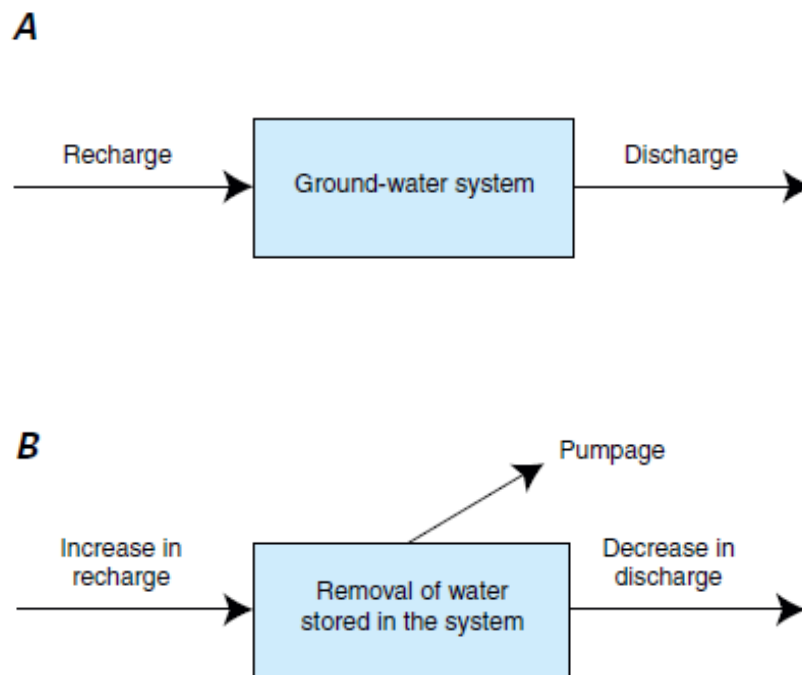 A
Recharge
Ground-water system
Discharge
B
Pumpage
Increase in
recharge
Removal of water
stored in the system
Decrease in
discharge